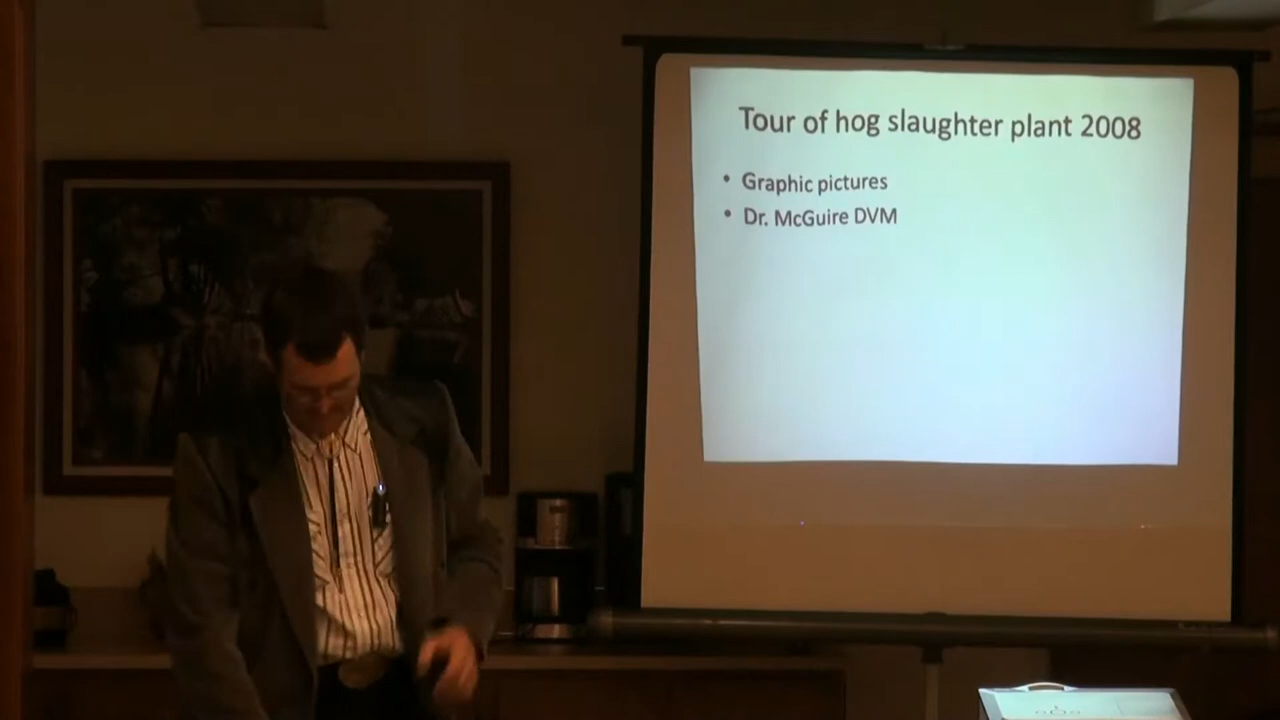 Tour of hog slaughter plant 2008
• Graphic pictures
• Dr. McGuire DVM